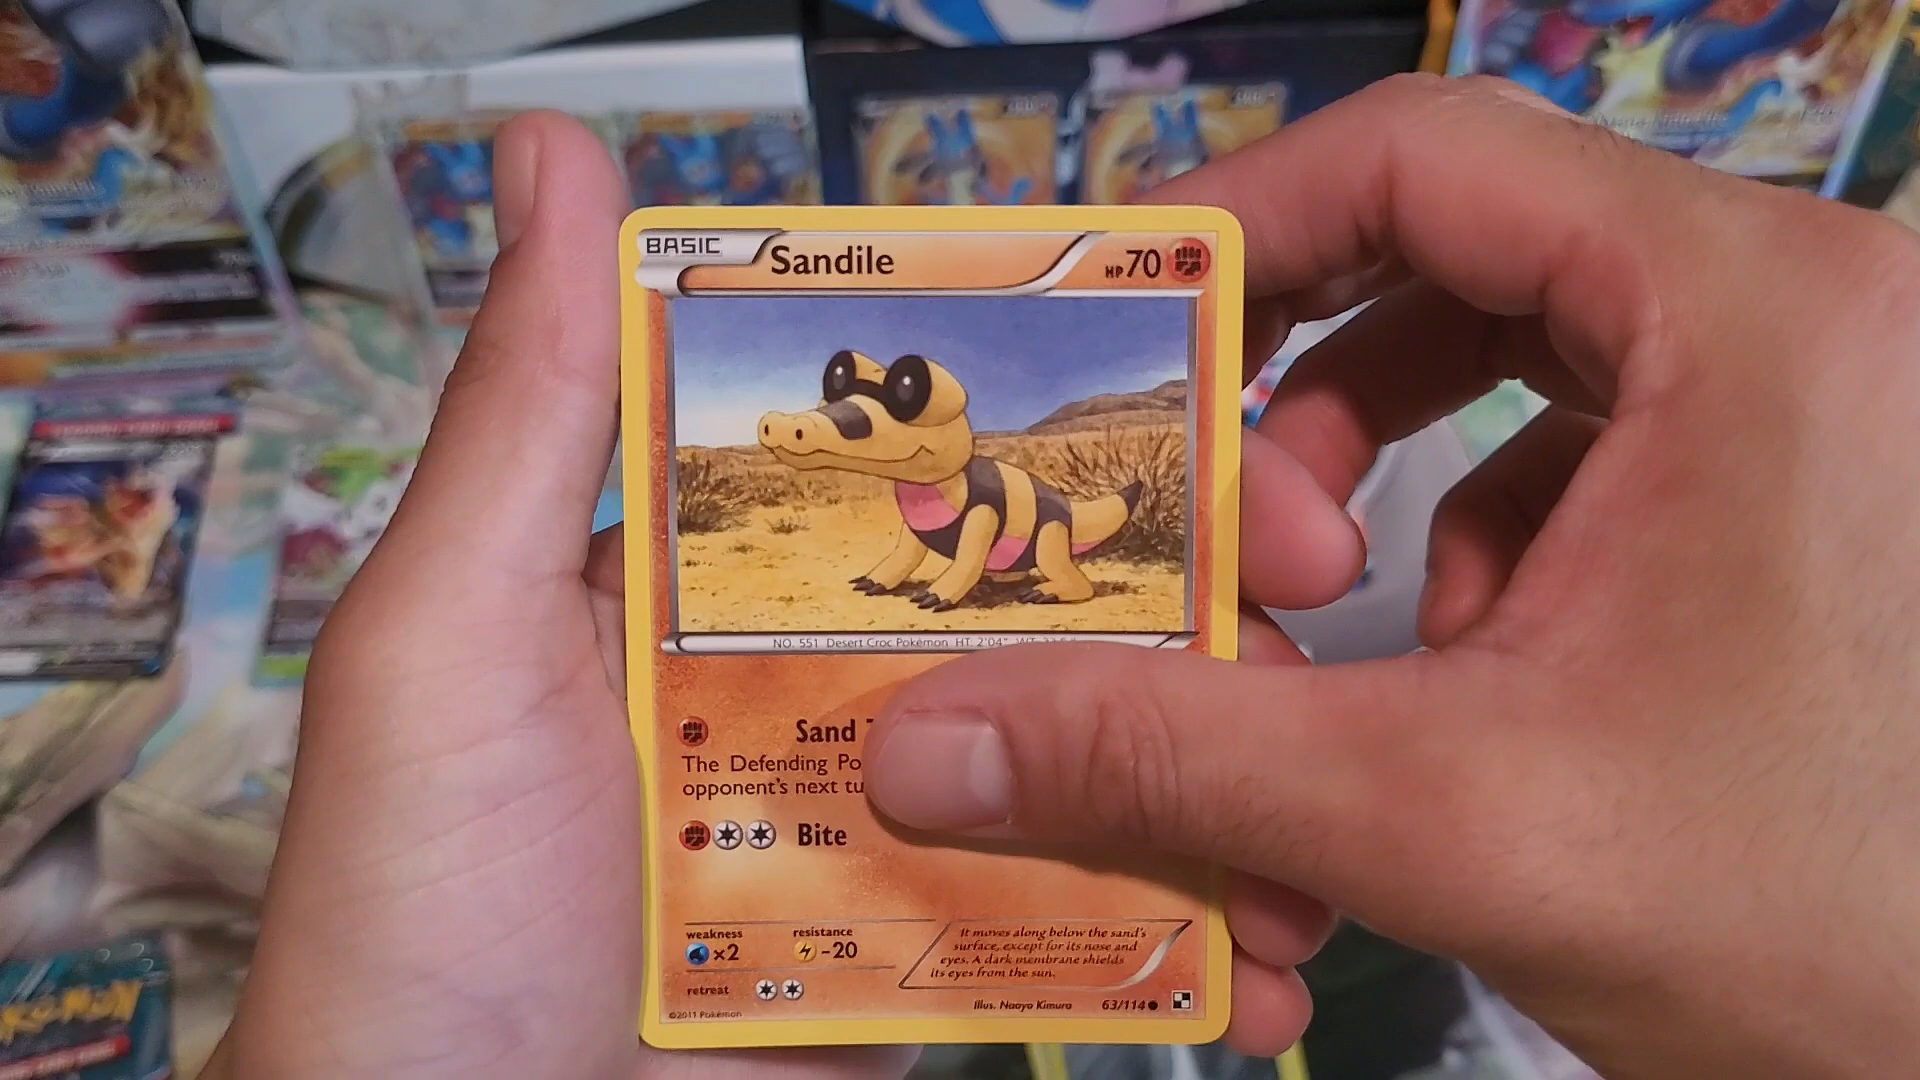 BASIC Sandile HP 70
NO. 551 Desert Croc Pokémon HT. 2'04"
Sand
The Defending Po
opponent's next tu
Bite
weakness resistance
×2 -20
It moves along below the sand's
surface, except for its nose and
eyes. A dark membrane shields
its eyes from the sun.
retreat
Illus. Naoyo Kimura 63/114
©2011 Pokémon